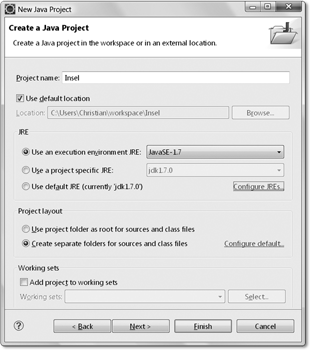 New Java Project
Create a Java Project
Create a Java project in the workspace or in an external location.
Project name: Insel
Use default location
Location: C:\Users\Christian\workspace\Insel Browse...
JRE
Use an execution environment JRE: JavaSE-1.7
Use a project specific JRE: jdk1.7.0
Use default JRE (currently 'jdk1.7.0') Configure JREs...
Project layout
Use project folder as root for sources and class files
Create separate folders for sources and class files Configure default...
Working sets
Add project to working sets
Working sets: Select...
? < Back Next > Finish Cancel